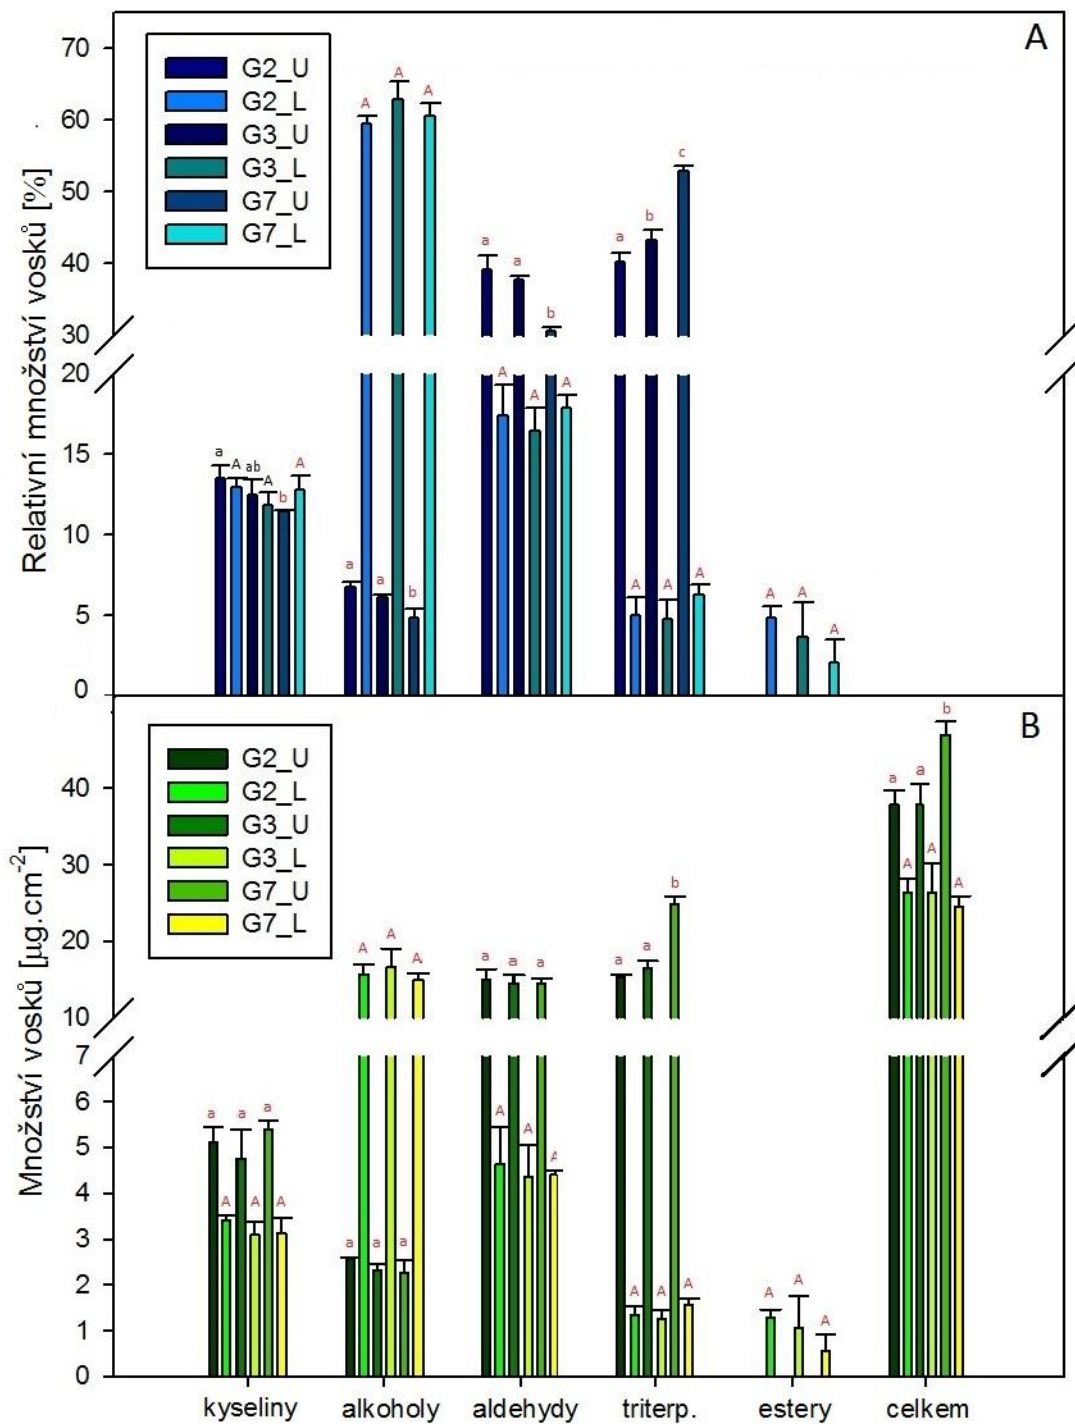 A
70
60
50
40
30
20
15
10
5
0
Relativní množství vosků [%]
G2_U
G2_L
G3_U
G3_L
G7_U
G7_L
a A ab A b A
a A a A b A
a A a A b A
a A b A c A
A A A
B
40
30
20
10
7
6
5
4
3
2
1
0
Množství vosků [µg.cm-2]
G2_U
G2_L
G3_U
G3_L
G7_U
G7_L
a A a A a A
a A a A a A
a A a A a A
a A a A b A
A A A
a A a A b A
kyseliny alkoholy aldehydy triterp. estery celkem